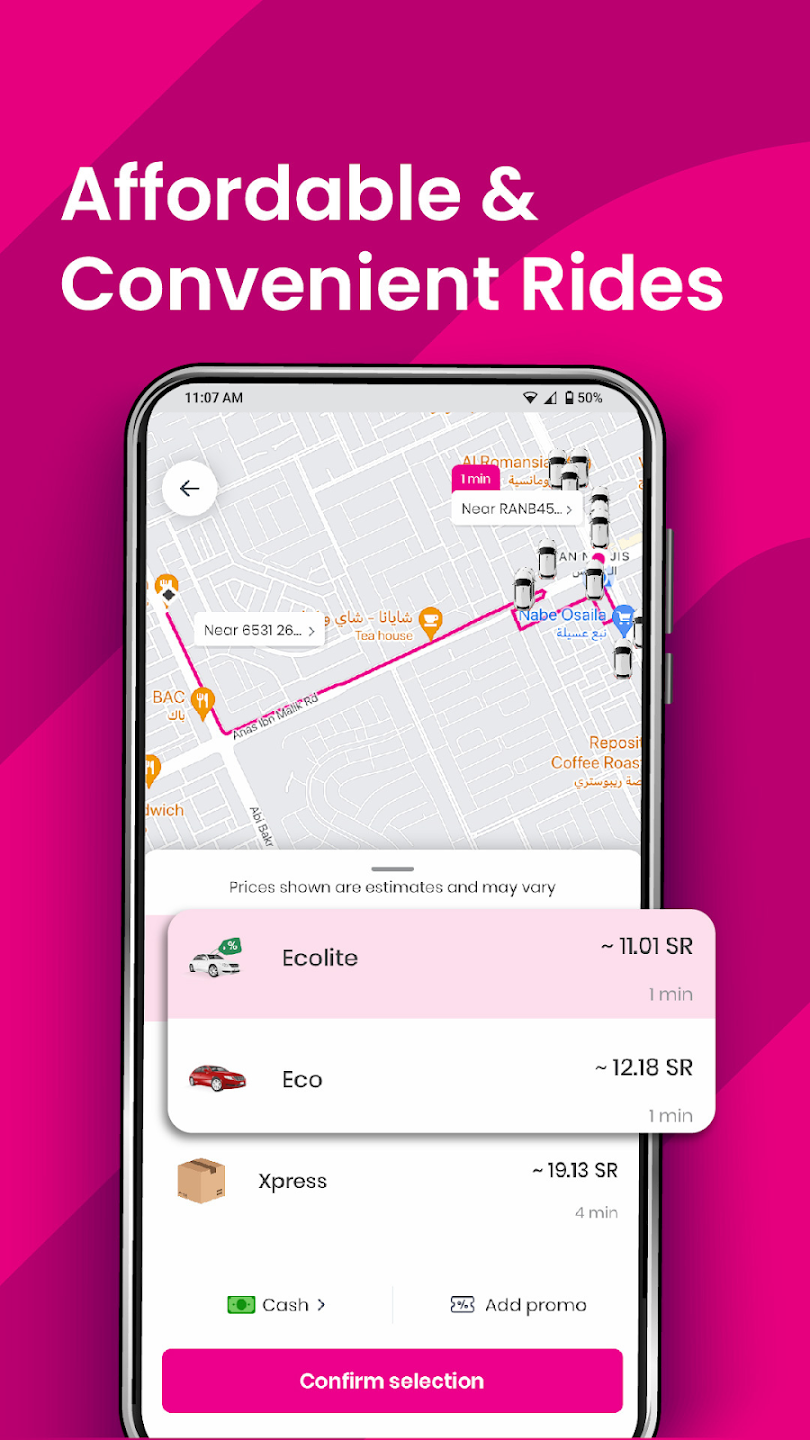 Affordable &
Convenient Rides
11:07 AM
50%
Al Romansia
1 min
Near RANB45... >
AN N JIS
Near 6531 26... >
شايانا - شاي و
Tea house
Nabe Osaila
نبع عسيلة
BAC
باك
Anas Ibn Malik Rd
Reposit
Coffee Roas
صة ريبوستري
dwich
Abi Bakr
Prices shown are estimates and may vary
Ecolite
~ 11.01 SR
1 min
Eco
~ 12.18 SR
1 min
Xpress
~ 19.13 SR
4 min
Cash >
Add promo
Confirm selection